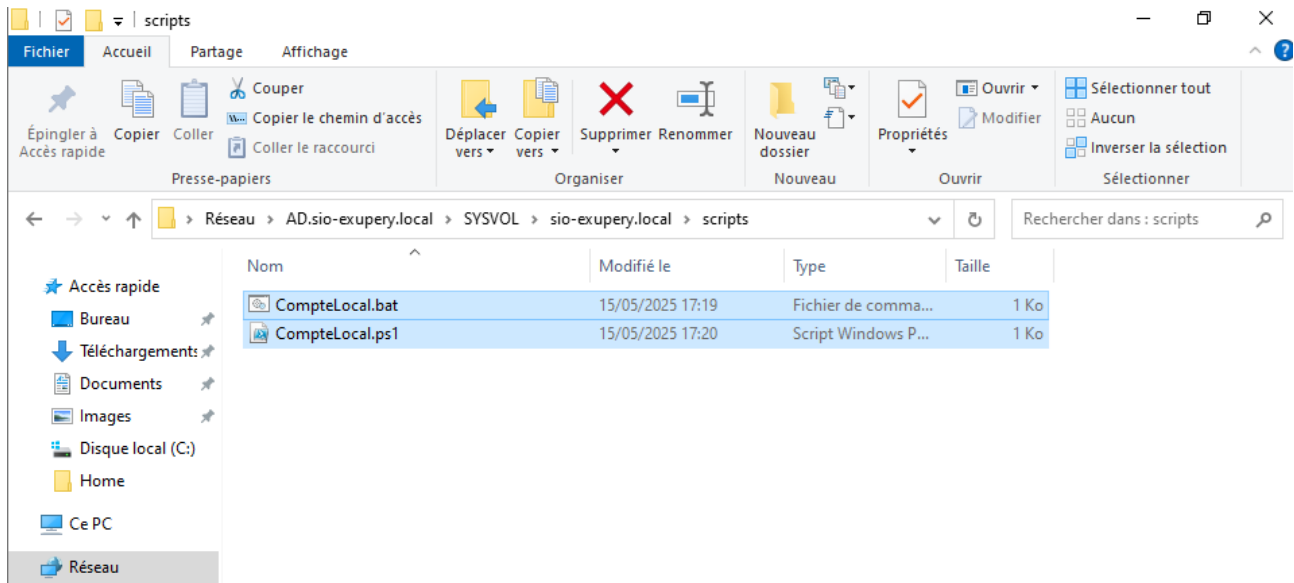 scripts
Fichier Accueil Partage Affichage
Épingler à Accès rapide
Copier
Coller
Couper
Copier le chemin d'accès
Coller le raccourci
Presse-papiers
Déplacer vers
Copier vers
Supprimer
Renommer
Organiser
Nouveau dossier
Nouveau
Propriétés
Ouvrir
Modifier
Ouvrir
Sélectionner tout
Aucun
Inverser la sélection
Sélectionner
Réseau > AD.sio-exupery.local > SYSVOL > sio-exupery.local > scripts
Rechercher dans : scripts
Accès rapide
Bureau
Téléchargements
Documents
Images
Disque local (C:)
Home
Ce PC
Réseau
Nom Modifié le Type Taille
CompteLocal.bat 15/05/2025 17:19 Fichier de comma... 1 Ko
CompteLocal.ps1 15/05/2025 17:20 Script Windows P... 1 Ko